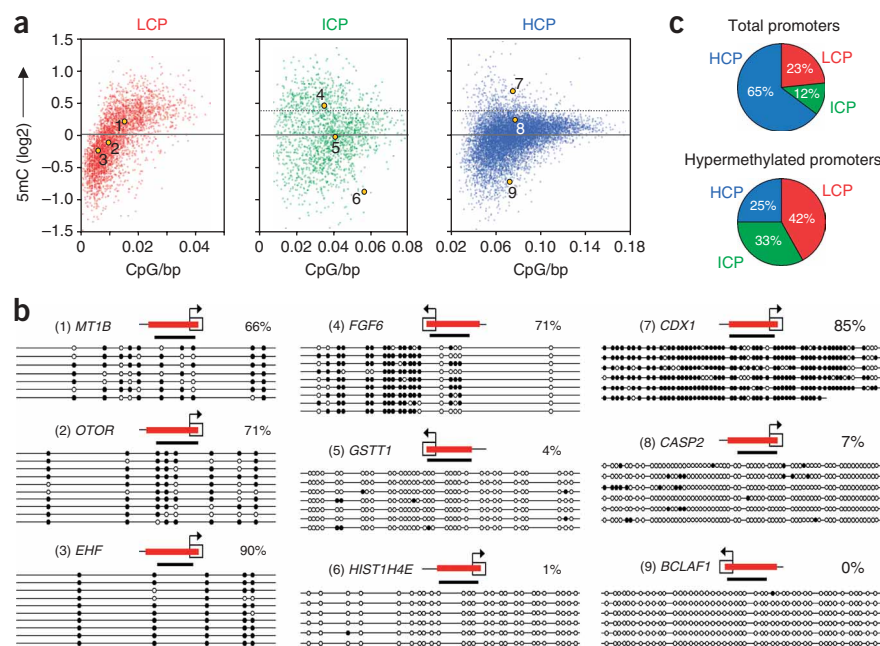 a
LCP
ICP
HCP
5mC (log2)
1.5
1.0
0.5
0
–0.5
–1.0
–1.5
1
2
3
4
5
6
7
8
9
0
0.02
0.04
0
0.02
0.04
0.06
0.08
0.02
0.06
0.10
0.14
0.18
CpG/bp
CpG/bp
CpG/bp
c
Total promoters
HCP
LCP
ICP
65%
23%
12%
Hypermethylated promoters
HCP
LCP
ICP
25%
42%
33%
b
(1) MT1B 66%
(2) OTOR 71%
(3) EHF 90%
(4) FGF6 71%
(5) GSTT1 4%
(6) HIST1H4E 1%
(7) CDX1 85%
(8) CASP2 7%
(9) BCLAF1 0%